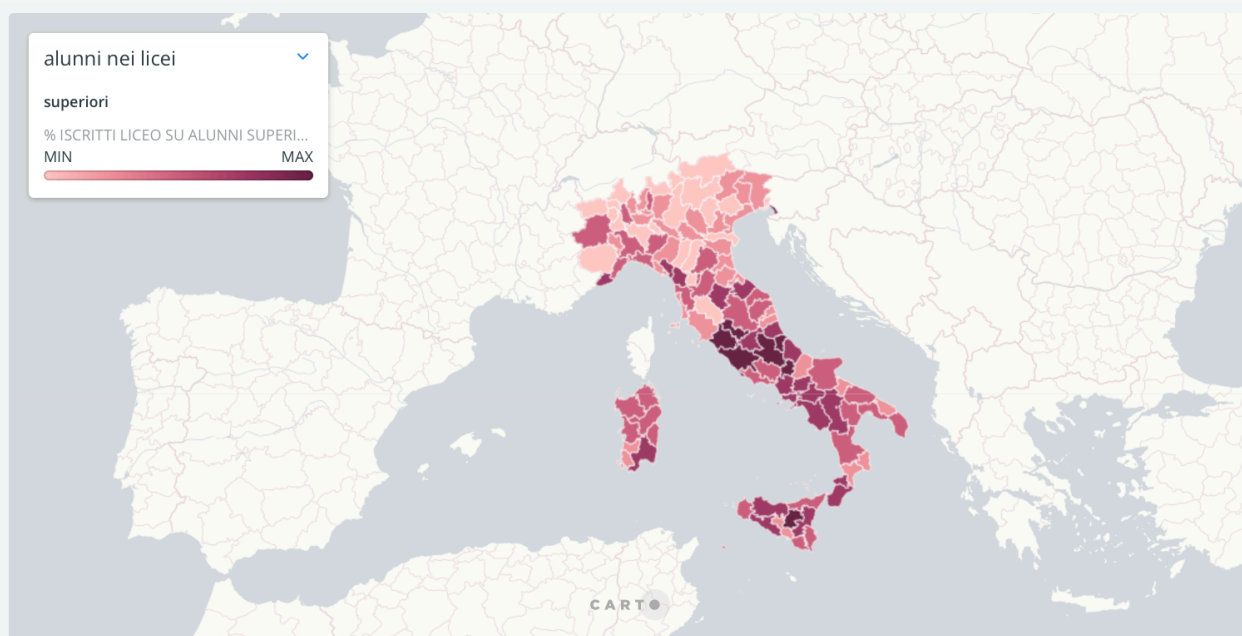 alunni nei licei
superiori
% ISCRITTI LICEO SU ALUNNI SUPERI...
MIN MAX
CARTO